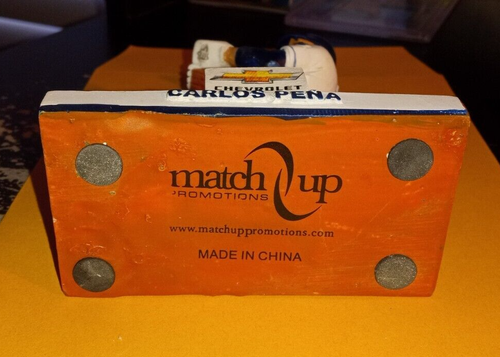 CHEVROLET
CARLOS PEÑA
match up
PROMOTIONS
www.matchuppromotions.com
MADE IN CHINA